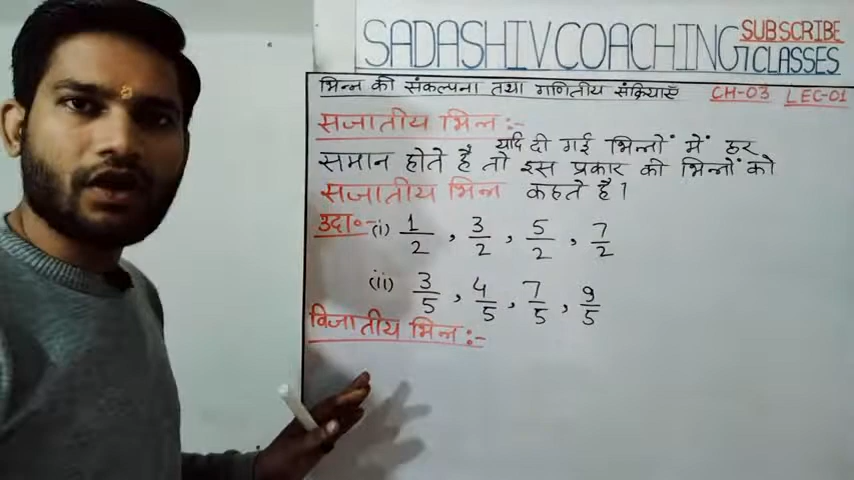 SADASHIV COACHING CLASSES
SUBSCRIBE
भिन्न की संकल्पना तथा गणितीय संक्रियाएँ CH-03 LEC-01
सजातीय भिन्न :-
यदि दी गई भिन्नों में हर
समान होते है तो इस प्रकार की भिन्नों को
सजातीय भिन्न कहते है।
उदा०- (i) 1/2 , 3/2 , 5/2 , 7/2
(ii) 3/5 , 4/5 , 7/5 , 9/5
विजातीय भिन्न :-